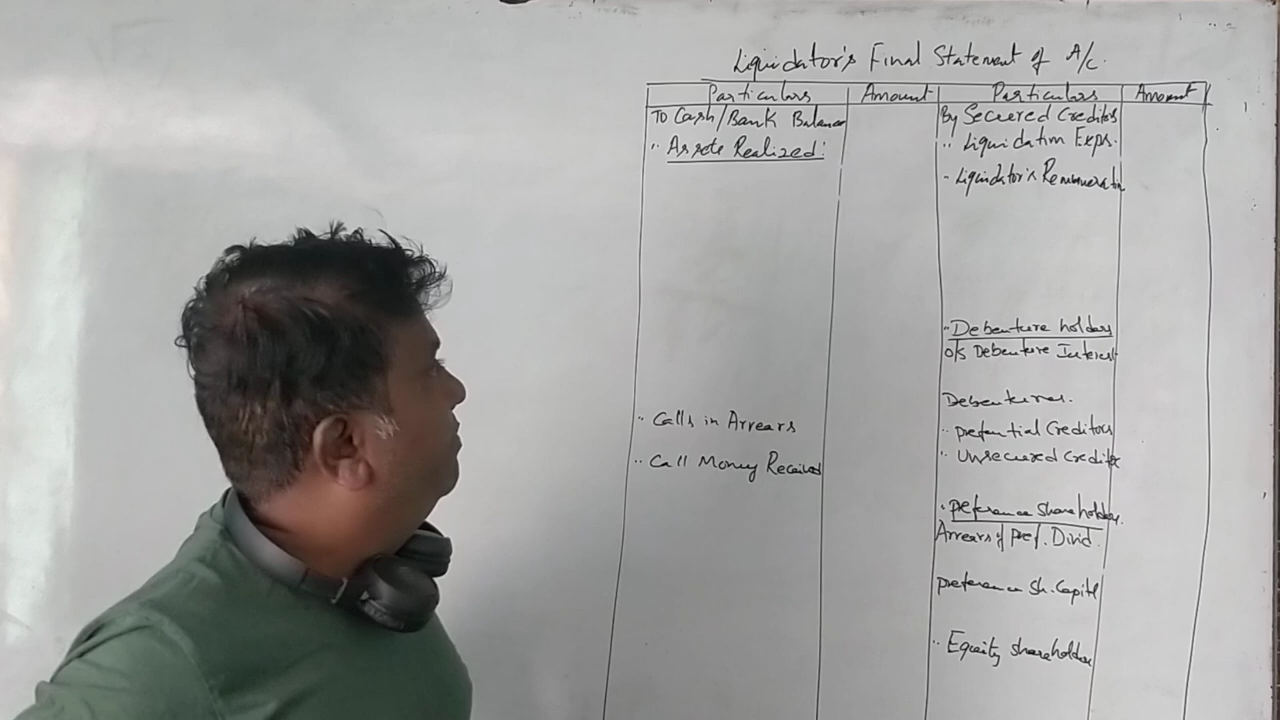 Liquidator's Final Statement of A/c.
Particulars Amount Particulars Amount
To Cash/Bank Balance
" Assets Realized:
" Calls in Arrears
" Call Money Received
By Secured Creditors
" Liquidation Exps.
" Liquidator's Remuneration
" Debenture holders
O/S Debenture Interest
Debentures.
" prefential Creditors
" Unsecured Creditor
" preference shareholders.
Arrears of Pref. Divid.
preference Sh. Capital
" Equity shareholder